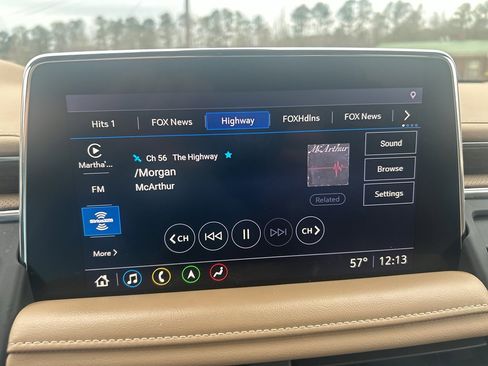 Hits 1
FOX News
Highway
FOXHdlns
FOX News
Martha'...
Ch 56 The Highway
/Morgan
McArthur
McArthur
Related
Sound
Browse
Settings
FM
SiriusXM
More
CH
CH
57° 12:13